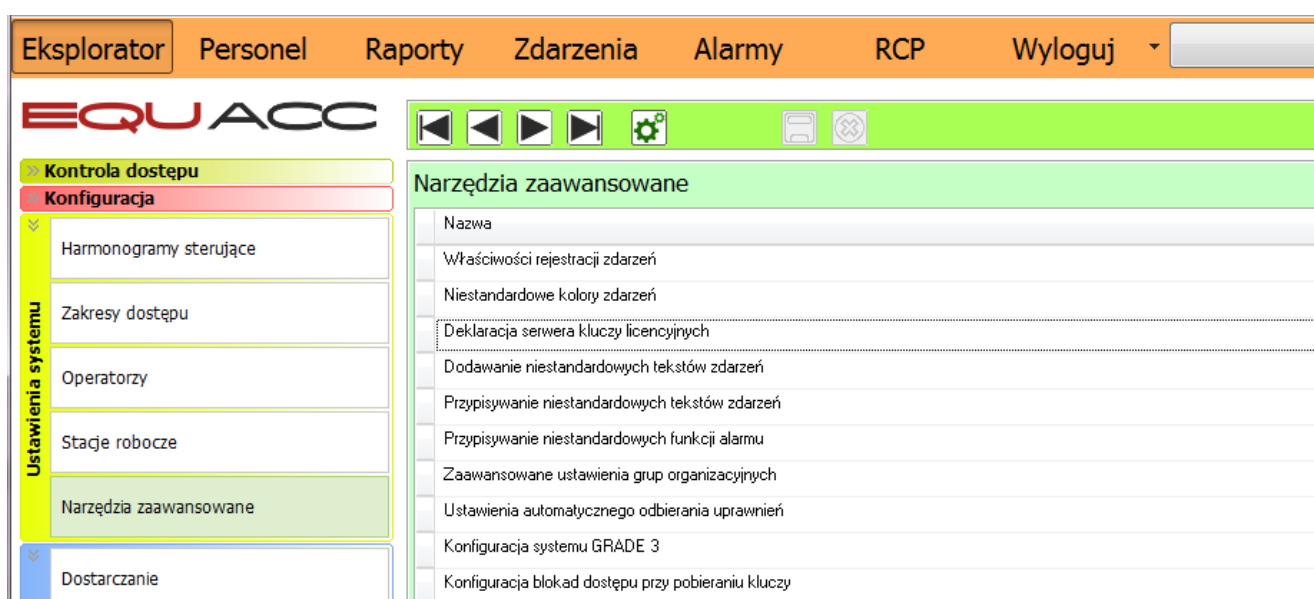 Eksplorator Personel Raporty Zdarzenia Alarmy RCP Wyloguj
EQUACC
Kontrola dostępu
Konfiguracja
Ustawienia systemu
Harmonogramy sterujące
Zakresy dostępu
Operatorzy
Stacje robocze
Narzędzia zaawansowane
Dostarczanie
Narzędzia zaawansowane
Nazwa
Właściwości rejestracji zdarzeń
Niestandardowe kolory zdarzeń
Deklaracja serwera kluczy licencyjnych
Dodawanie niestandardowych tekstów zdarzeń
Przypisywanie niestandardowych tekstów zdarzeń
Przypisywanie niestandardowych funkcji alarmu
Zaawansowane ustawienia grup organizacyjnych
Ustawienia automatycznego odbierania uprawnień
Konfiguracja systemu GRADE 3
Konfiguracja blokad dostępu przy pobieraniu kluczy